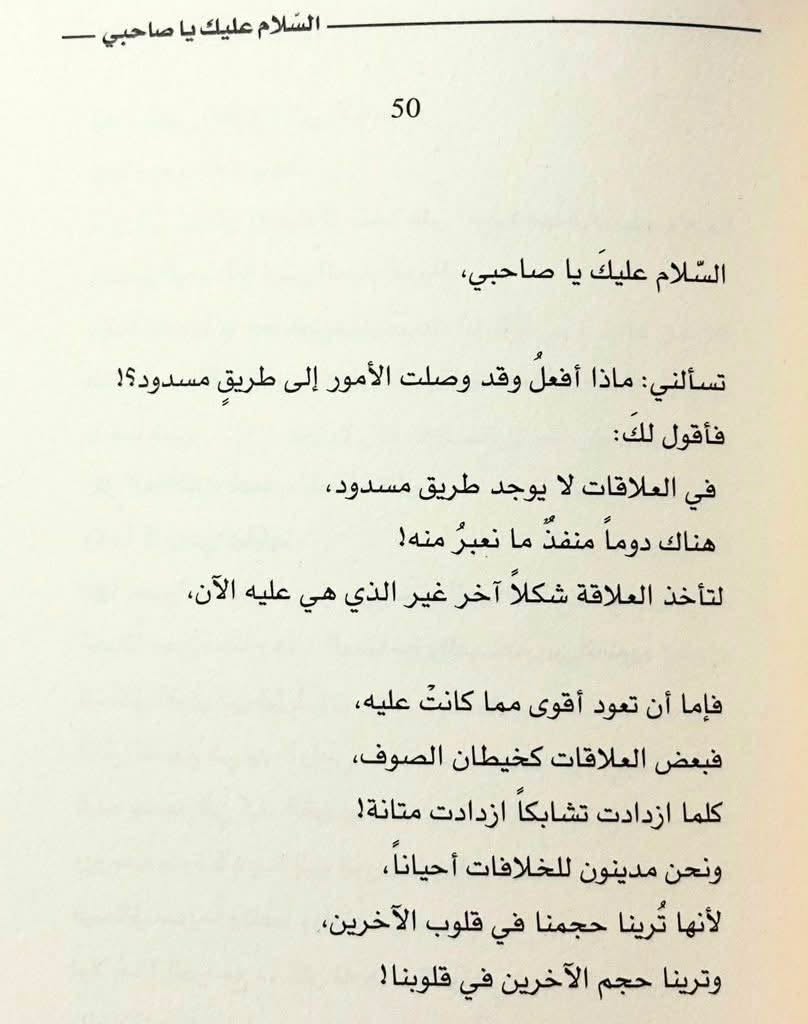 السّلام عليك يا صاحبي
50
السّلام عليكَ يا صاحبي،
تسألني: ماذا أفعلُ وقد وصلت الأمور إلى طريقٍ مسدود؟!
فأقول لكَ:
في العلاقات لا يوجد طريق مسدود،
هناك دوماً منفذٌ ما نعبرُ منه!
لتأخذ العلاقة شكلاً آخر غير الذي هي عليه الآن،
فإما أن تعود أقوى مما كانتْ عليه،
فبعض العلاقات كخيطان الصوف،
كلما ازدادت تشابكاً ازدادت متانة!
ونحن مدينون للخلافات أحياناً،
لأنها تُرينا حجمنا في قلوب الآخرين،
وترينا حجم الآخرين في قلوبنا!